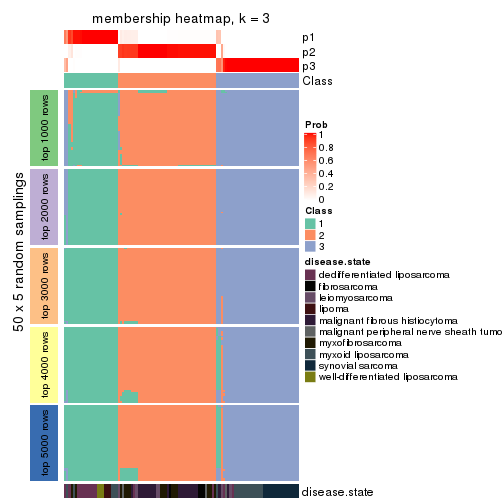 membership heatmap, k = 3
p1
p2
p3
Class
50 x 5 random samplings
top 1000 rows
top 2000 rows
top 3000 rows
top 4000 rows
top 5000 rows
disease.state
Prob
1
0.8
0.6
0.4
0.2
0
Class
1
2
3
disease.state
dedifferentiated liposarcoma
fibrosarcoma
leiomyosarcoma
lipoma
malignant fibrous histiocytoma
malignant peripheral nerve sheath tumo
myxofibrosarcoma
myxoid liposarcoma
synovial sarcoma
well-differentiated liposarcoma